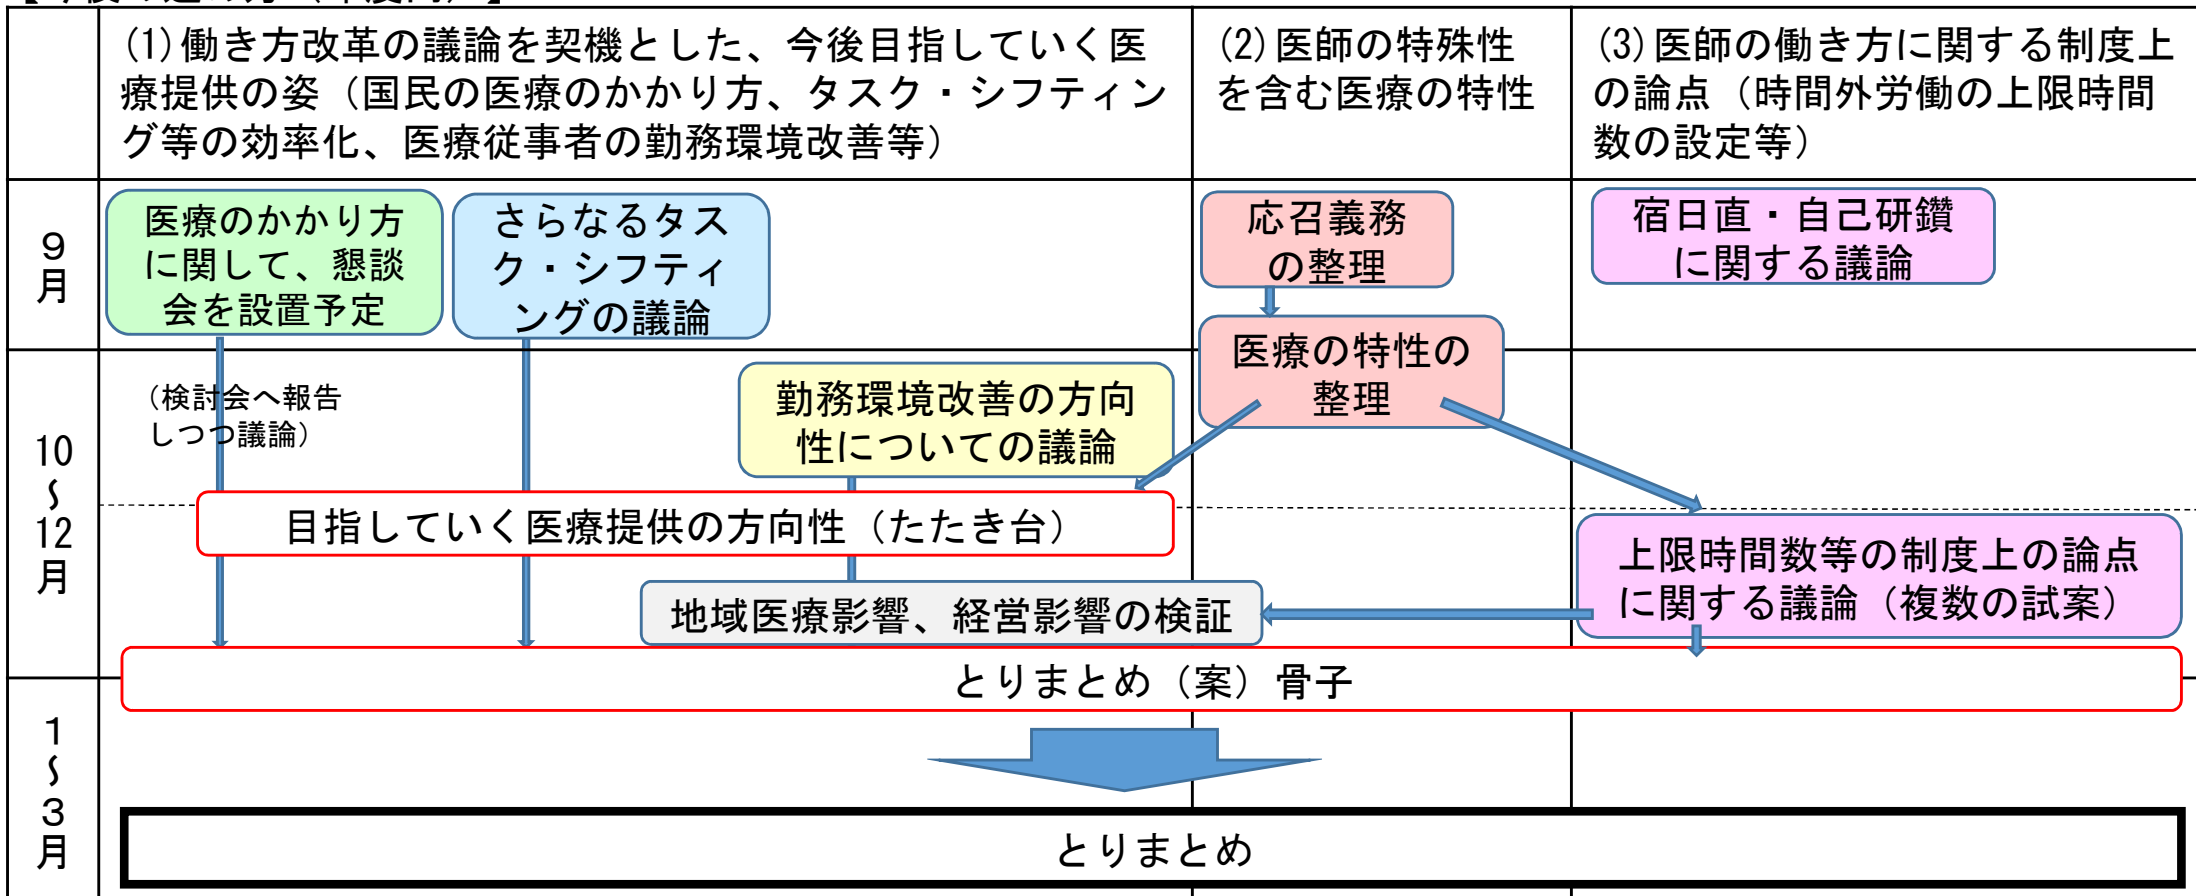 (1)働き方改革の議論を契機とした、今後目指していく医
療提供の姿（国民の医療のかかり方、タスク・シフティン
グ等の効率化、医療従事者の勤務環境改善等）
(2)医師の特殊性
を含む医療の特性
(3)医師の働き方に関する制度上
の論点（時間外労働の上限時間
数の設定等）
９
月
医療のかかり方
に関して、懇談
会を設置予定
さらなるタス
ク・シフティ
ングの議論
応召義務
の整理
宿日直・自己研鑽
に関する議論
医療の特性の
整理
10
～
12
月
（検討会へ報告
しつつ議論）
勤務環境改善の方向
性についての議論
目指していく医療提供の方向性（たたき台）
上限時間数等の制度上の論点
に関する議論（複数の試案）
地域医療影響、経営影響の検証
とりまとめ（案）骨子
１
～
３
月
とりまとめ